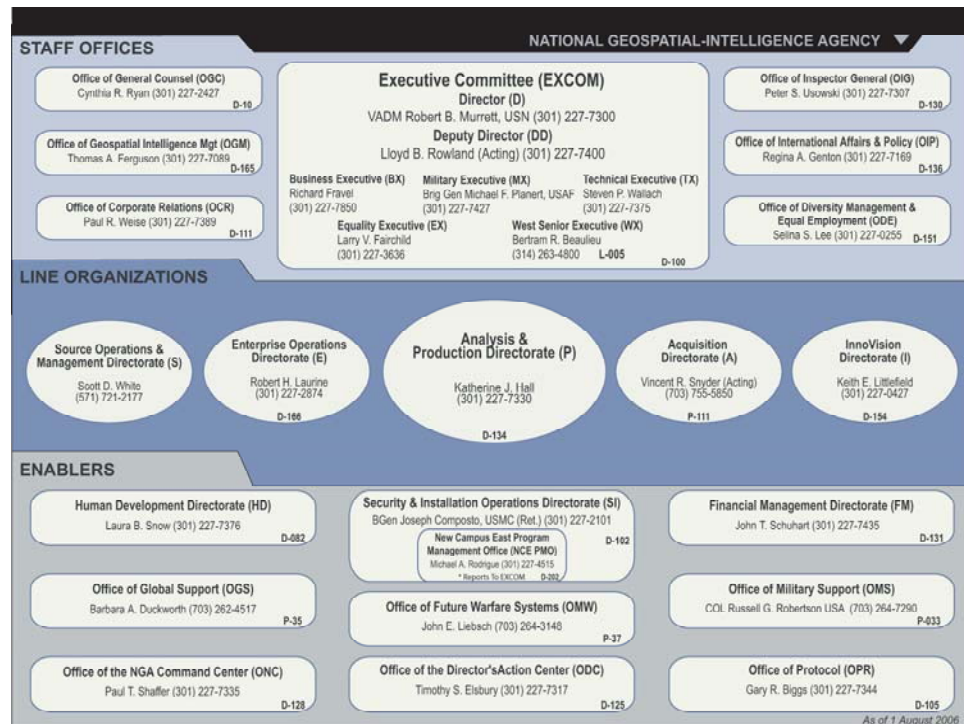 NATIONAL GEOSPATIAL-INTELLIGENCE AGENCY
STAFF OFFICES
Office of General Counsel (OGC)
Cynthia R. Ryan (301) 227-2427
D-10
Office of Geospatial Intelligence Mgt (OGM)
Thomas A. Ferguson (301) 227-7089
D-165
Office of Corporate Relations (OCR)
Paul R. Weise (301) 227-7389
D-111
Executive Committee (EXCOM)
Director (D)
VADM Robert B. Murrett, USN (301) 227-7300
Deputy Director (DD)
Lloyd B. Rowland (Acting) (301) 227-7400
Business Executive (BX)
Richard Fravel
(301) 227-7850
Military Executive (MX)
Brig Gen Michael F. Planert, USAF
(301) 227-7427
Technical Executive (TX)
Steven P. Wallach
(301) 227-7375
Equality Executive (EX)
Larry V. Fairchild
(301) 227-3636
West Senior Executive (WX)
Bertram R. Beaulieu
(314) 263-4800 L-005
D-100
Office of Inspector General (OIG)
Peter S. Usowski (301) 227-7307
D-130
Office of International Affairs & Policy (OIP)
Regina A. Genton (301) 227-7169
D-136
Office of Diversity Management &
Equal Employment (ODE)
Selina S. Lee (301) 227-0255 D-151
LINE ORGANIZATIONS
Source Operations &
Management Directorate (S)
Scott D. White
(571) 721-2177
Enterprise Operations
Directorate (E)
Robert H. Laurine
(301) 227-2874
D-166
Analysis &
Production Directorate (P)
Katherine J. Hall
(301) 227-7330
D-134
Acquisition
Directorate (A)
Vincent R. Snyder (Acting)
(703) 755-5850
P-111
InnoVision
Directorate (I)
Keith E. Littlefield
(301) 227-0427
D-154
ENABLERS
Human Development Directorate (HD)
Laura B. Snow (301) 227-7376
D-082
Security & Installation Operations Directorate (SI)
BGen Joseph Composto, USMC (Ret.) (301) 227-2101
D-102
New Campus East Program
Management Office (NCE PMO)
Michael A. Rodrigue (301) 227-4515
* Reports To EXCOM D-202
Financial Management Directorate (FM)
John T. Schuhart (301) 227-7435
D-131
Office of Global Support (OGS)
Barbara A. Duckworth (703) 262-4517
P-35
Office of Future Warfare Systems (OMW)
John E. Liebsch (703) 264-3148
P-37
Office of Military Support (OMS)
COL Russell G. Robertson USA (703) 264-7290
P-033
Office of the NGA Command Center (ONC)
Paul T. Shaffer (301) 227-7335
D-128
Office of the Director'sAction Center (ODC)
Timothy S. Elsbury (301) 227-7317
D-125
Office of Protocol (OPR)
Gary R. Biggs (301) 227-7344
D-105
As of 1 August 2006